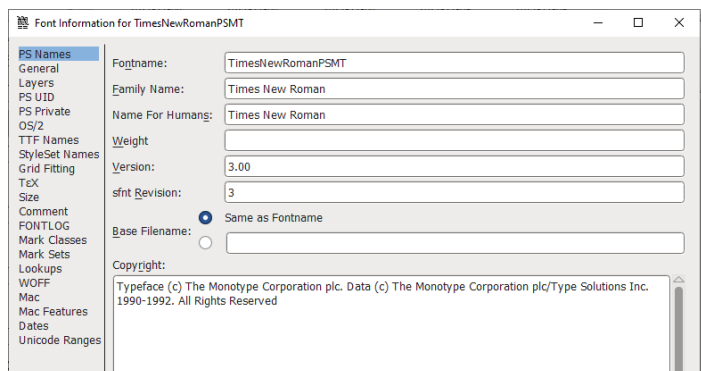 Font Information for TimesNewRomanPSMT
PS Names
General
Layers
PS UID
PS Private
OS/2
TTF Names
StyleSet Names
Grid Fitting
ΤεΧ
Size
Comment
FONTLOG
Mark Classes
Mark Sets
Lookups
WOFF
Mac
Mac Features
Dates
Unicode Ranges
Fontname: TimesNewRomanPSMT
Family Name: Times New Roman
Name For Humans: Times New Roman
Weight
Version: 3.00
sfnt Revision: 3
Base Filename: Same as Fontname
Copyright:
Typeface (c) The Monotype Corporation plc. Data (c) The Monotype Corporation plc/Type Solutions Inc.
1990-1992. All Rights Reserved